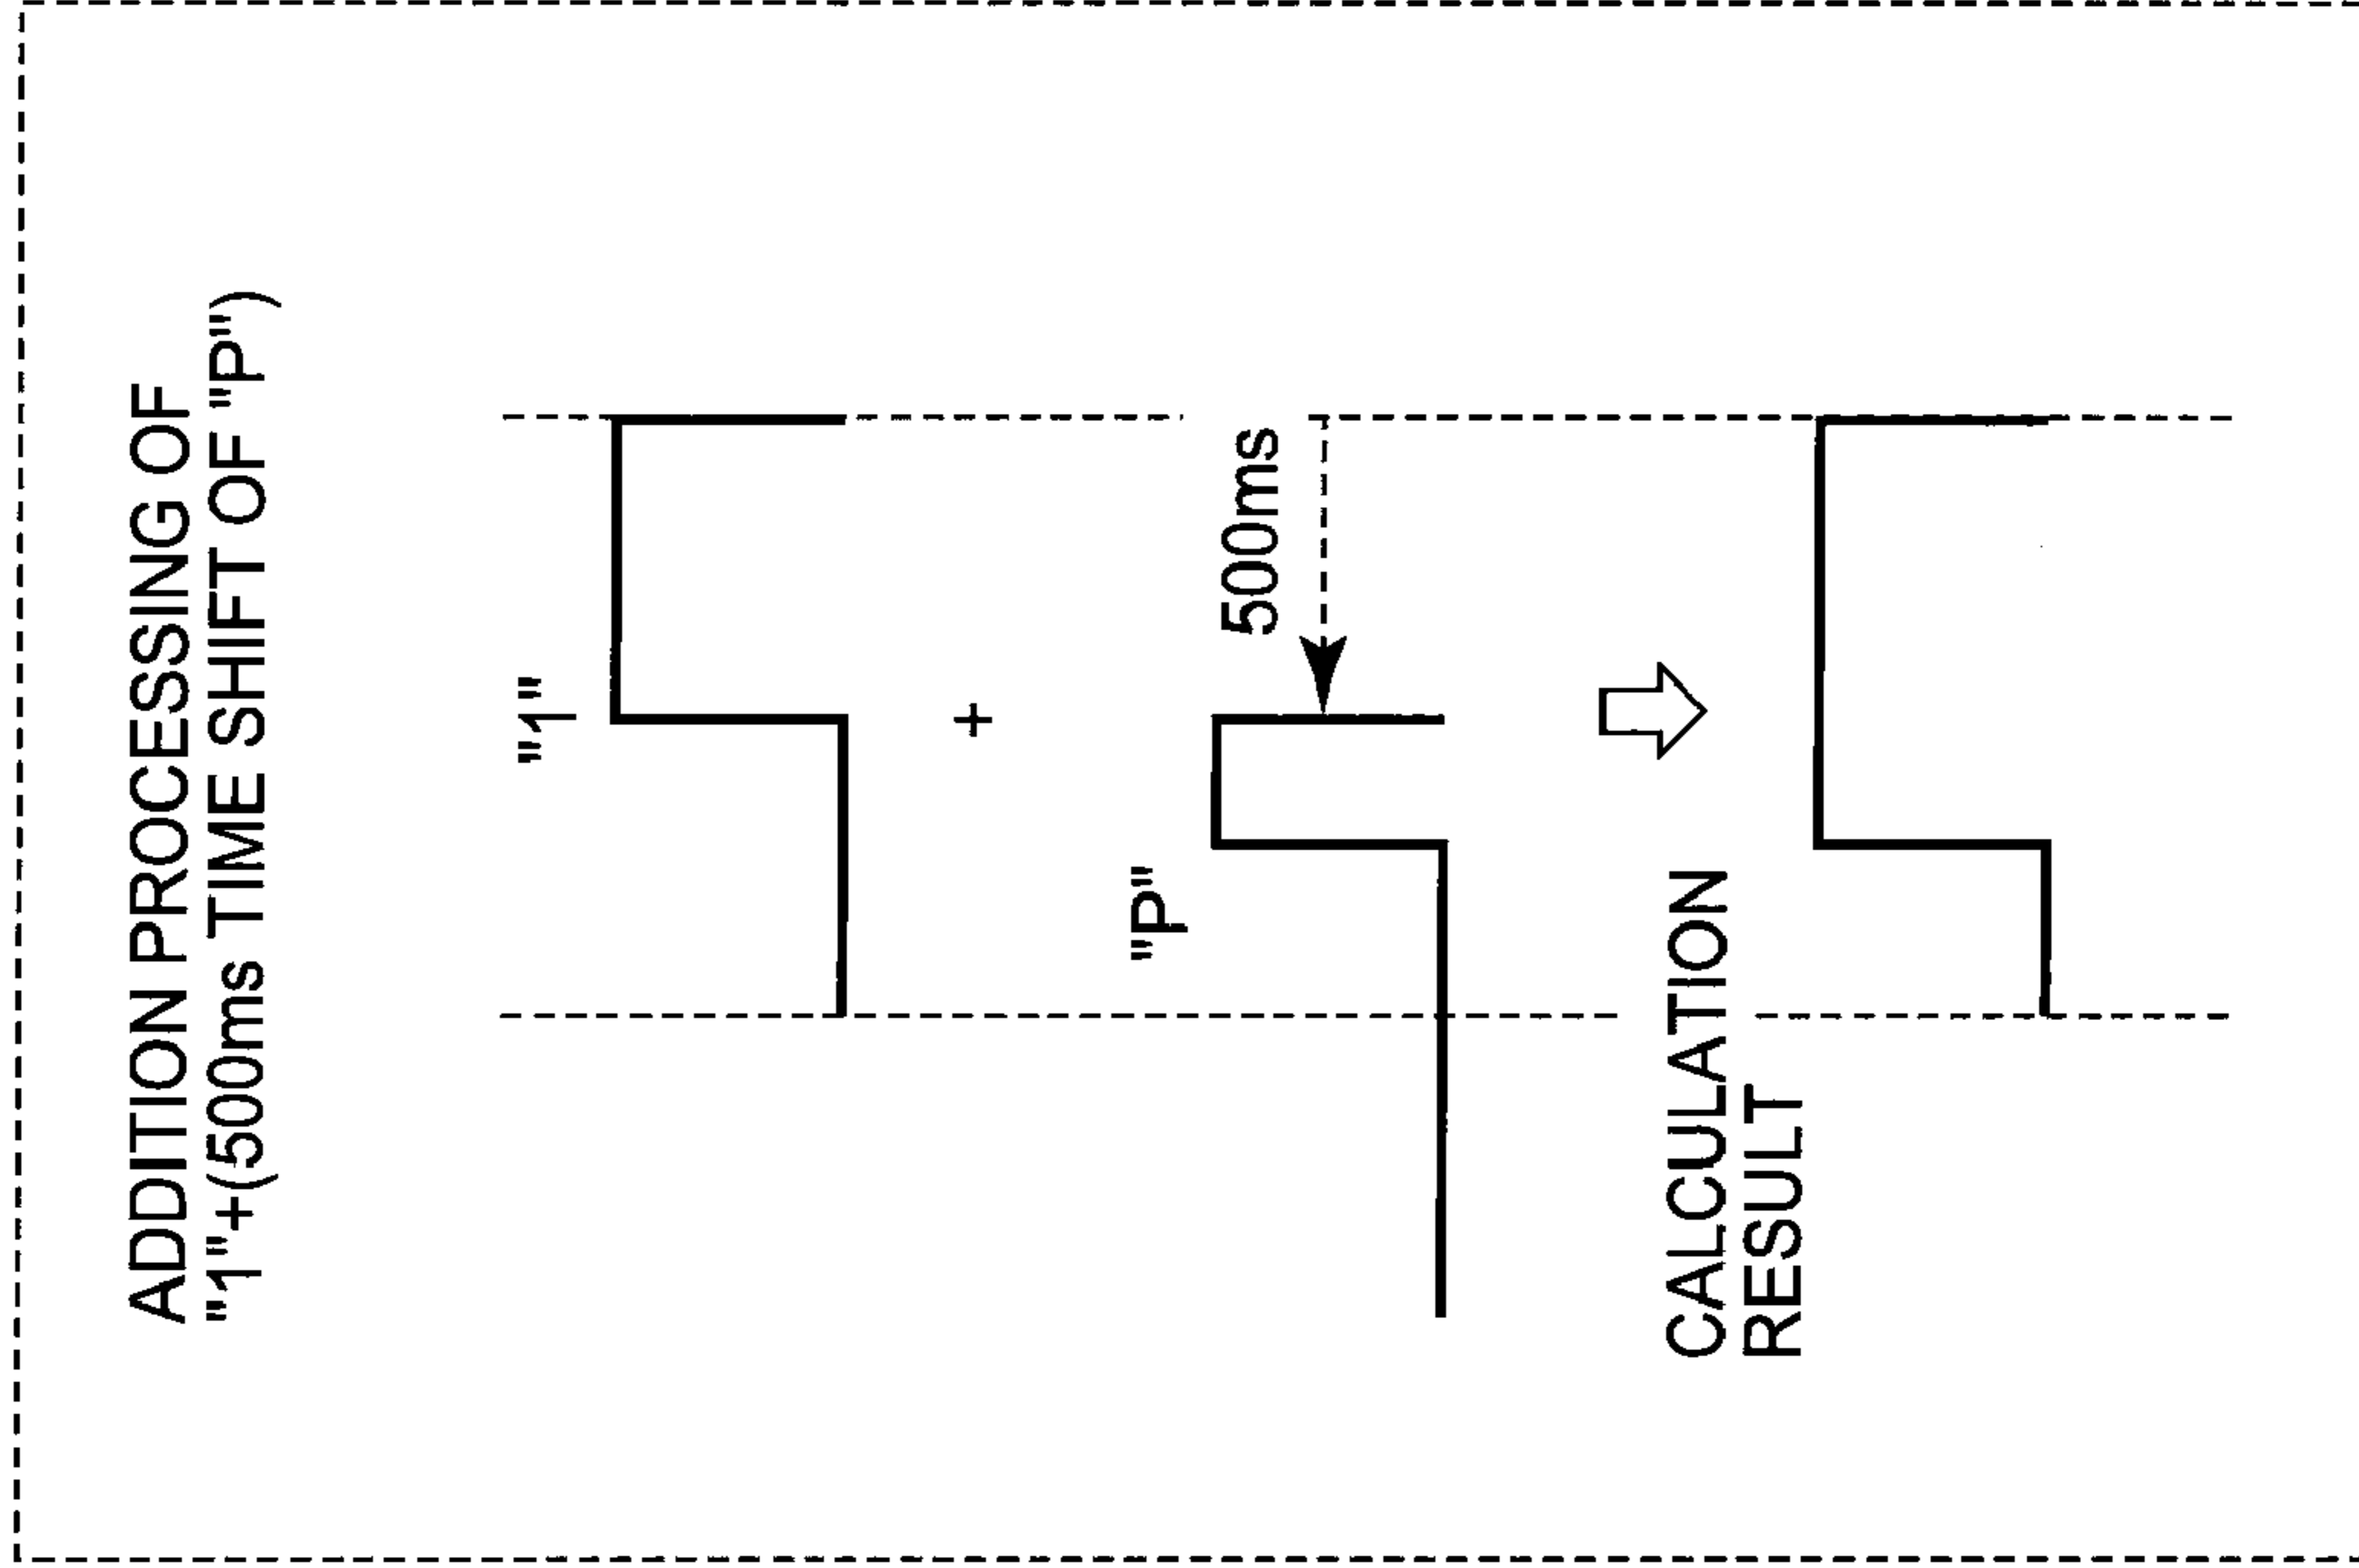 ADDITION PROCESSING OF
"1"+(500ms TIME SHIFT OF "P")
"1"
+
"P"
500ms
CALCULATION
RESULT